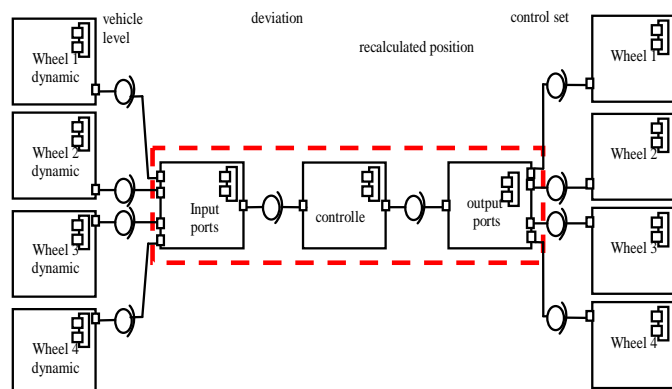 vehicle
level
deviation
control set
recalculated position
Wheel 1
dynamic
Wheel 2
dynamic
Wheel 3
dynamic
Wheel 4
dynamic
Input
ports
controlle
output
ports
Wheel 1
Wheel 2
Wheel 3
Wheel 4